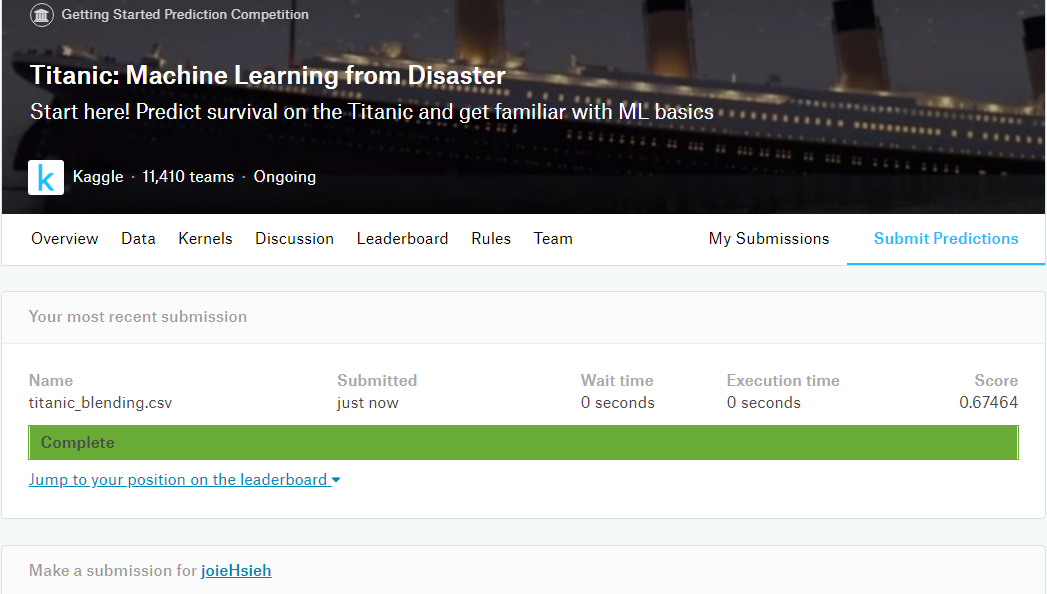 Getting Started Prediction Competition
Titanic: Machine Learning from Disaster
Start here! Predict survival on the Titanic and get familiar with ML basics
k Kaggle · 11,410 teams · Ongoing
Overview Data Kernels Discussion Leaderboard Rules Team My Submissions Submit Predictions
Your most recent submission
Name Submitted Wait time Execution time Score
titanic_blending.csv just now 0 seconds 0 seconds 0.67464
Complete
Jump to your position on the leaderboard
Make a submission for joieHsieh